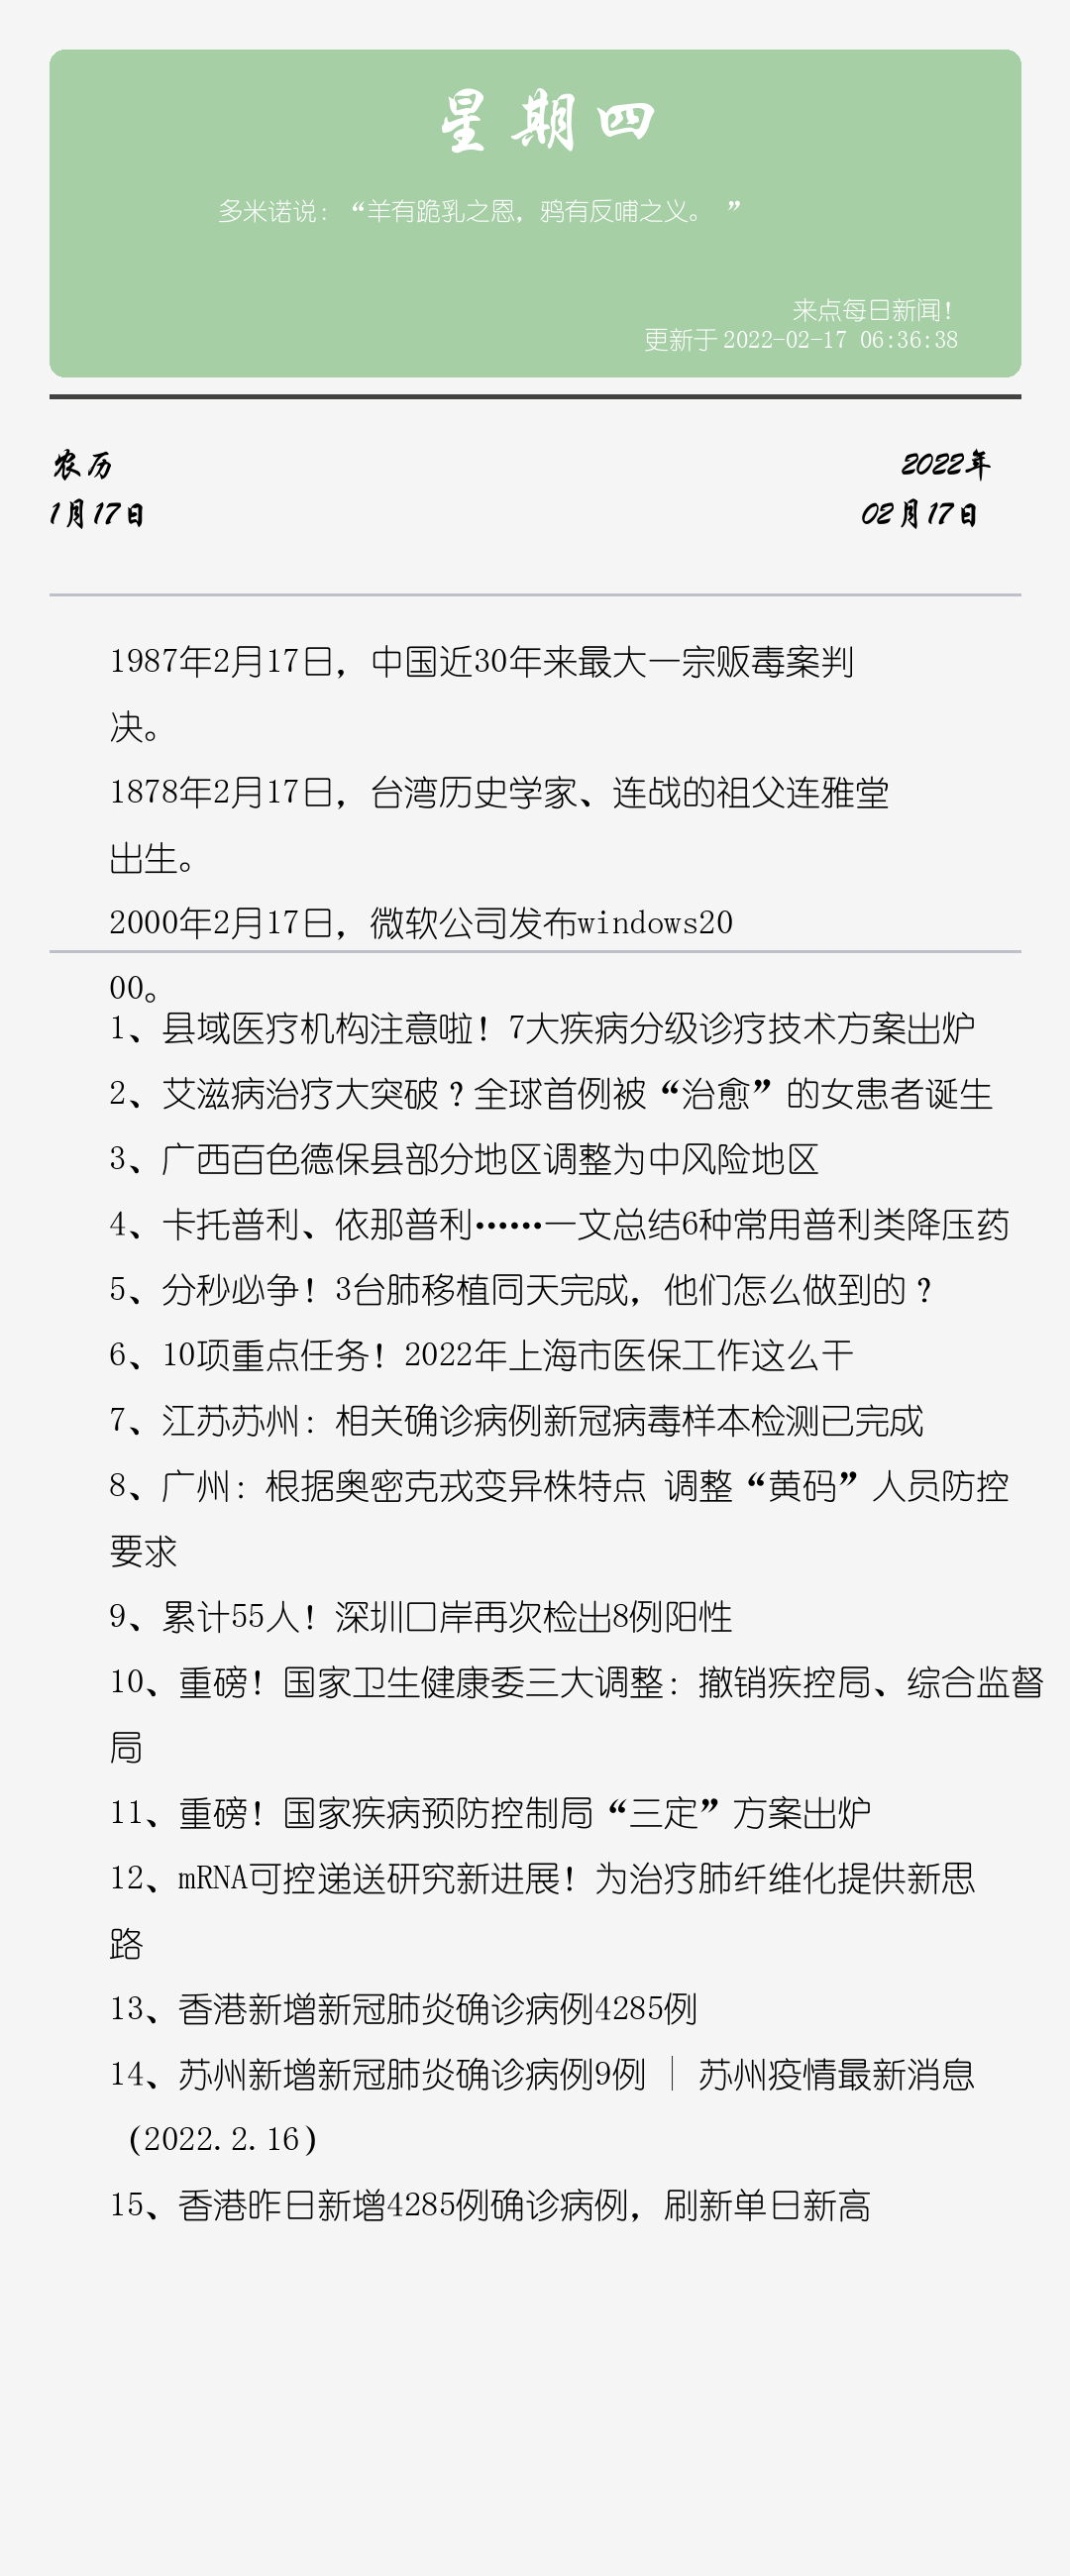 星期四
多米诺说：“羊有跪乳之恩，鸦有反哺之义。”
来点每日新闻！
更新于 2022-02-17 06:36:38
农历
2022年
1月17日
02月17日
1987年2月17日，中国近30年来最大一宗贩毒案判
决。
1878年2月17日，台湾历史学家、连战的祖父连雅堂
出生。
2000年2月17日，微软公司发布windows20
00。
1、县域医疗机构注意啦！7大疾病分级诊疗技术方案出炉
2、艾滋病治疗大突破？全球首例被“治愈”的女患者诞生
3、广西百色德保县部分地区调整为中风险地区
4、卡托普利、依那普利……一文总结6种常用普利类降压药
5、分秒必争！3台肺移植同天完成，他们怎么做到的？
6、10项重点任务！2022年上海市医保工作这么干
7、江苏苏州：相关确诊病例新冠病毒样本检测已完成
8、广州：根据奥密克戎变异株特点 调整“黄码”人员防控
要求
9、累计55人！深圳口岸再次检出8例阳性
10、重磅！国家卫生健康委三大调整：撤销疾控局、综合监督
局
11、重磅！国家疾病预防控制局“三定”方案出炉
12、mRNA可控递送研究新进展！为治疗肺纤维化提供新思
路
13、香港新增新冠肺炎确诊病例4285例
14、苏州新增新冠肺炎确诊病例9例 | 苏州疫情最新消息
（2022.2.16）
15、香港昨日新增4285例确诊病例，刷新单日新高